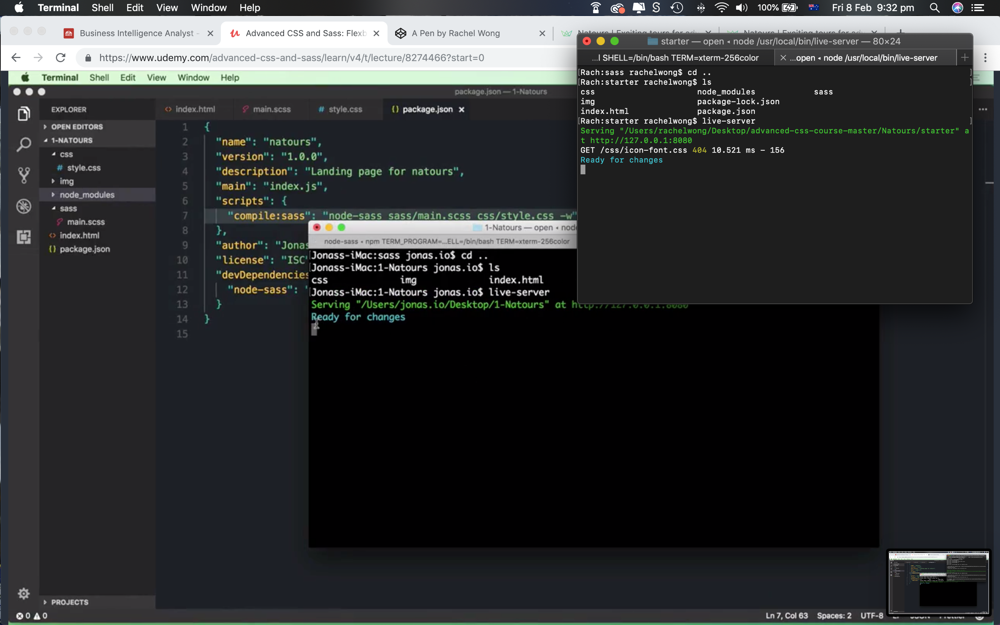 Terminal Shell Edit View Window Help
100% Fri 8 Feb 9:32 pm
Business Intelligence Analyst -
Advanced CSS and Sass: Flexb
A Pen by Rachel Wong
https://www.udemy.com/advanced-css-and-sass/learn/v4/t/lecture/8274466?start=0
starter — open ◂ node /usr/local/bin/live-server — 80×24
...l SHELL=/bin/bash TERM=xterm-256color
...open ◂ node /usr/local/bin/live-server
[Rach:sass rachelwong$ cd .. ]
[Rach:starter rachelwong$ ls ]
css node_modules sass
img package-lock.json
index.html package.json
[Rach:starter rachelwong$ live-server ]
Serving "/Users/rachelwong/Desktop/advanced-css-course-master/Natours/starter" a
t http://127.0.0.1:8080
GET /css/icon-font.css 404 10.521 ms - 156
Ready for changes
Terminal Shell Edit View Window Help
package.json — 1-Natours
EXPLORER
OPEN EDITORS
1-NATOURS
css
# style.css
img
node_modules
sass
main.scss
<> index.html
{} package.json
PROJECTS
<> index.html
main.scss
# style.css
{} package.json ×
1 {
2 "name": "natours",
3 "version": "1.0.0",
4 "description": "Landing page for natours",
5 "main": "index.js",
6 "scripts": {
7 "compile:sass": "node-sass sass/main.scss css/style.css -w"
8 },
9 "author": "Jonas
10 "license": "ISC"
11 "devDependencies
12 "node-sass": "
13 }
14 }
15
1-Natours — open ◂ node
node-sass ◂ npm TERM_PROGRAM=...ELL=/bin/bash TERM=xterm-256color
[Jonass-iMac:sass jonas.io$ cd ..
[Jonass-iMac:1-Natours jonas.io$ ls
css img index.html
[Jonass-iMac:1-Natours jonas.io$ live-server
Serving "/Users/jonas.io/Desktop/1-Natours" at http://127.0.0.1:8080
Ready for changes
0 0
Ln 7, Col 63 Spaces: 2 UTF-8